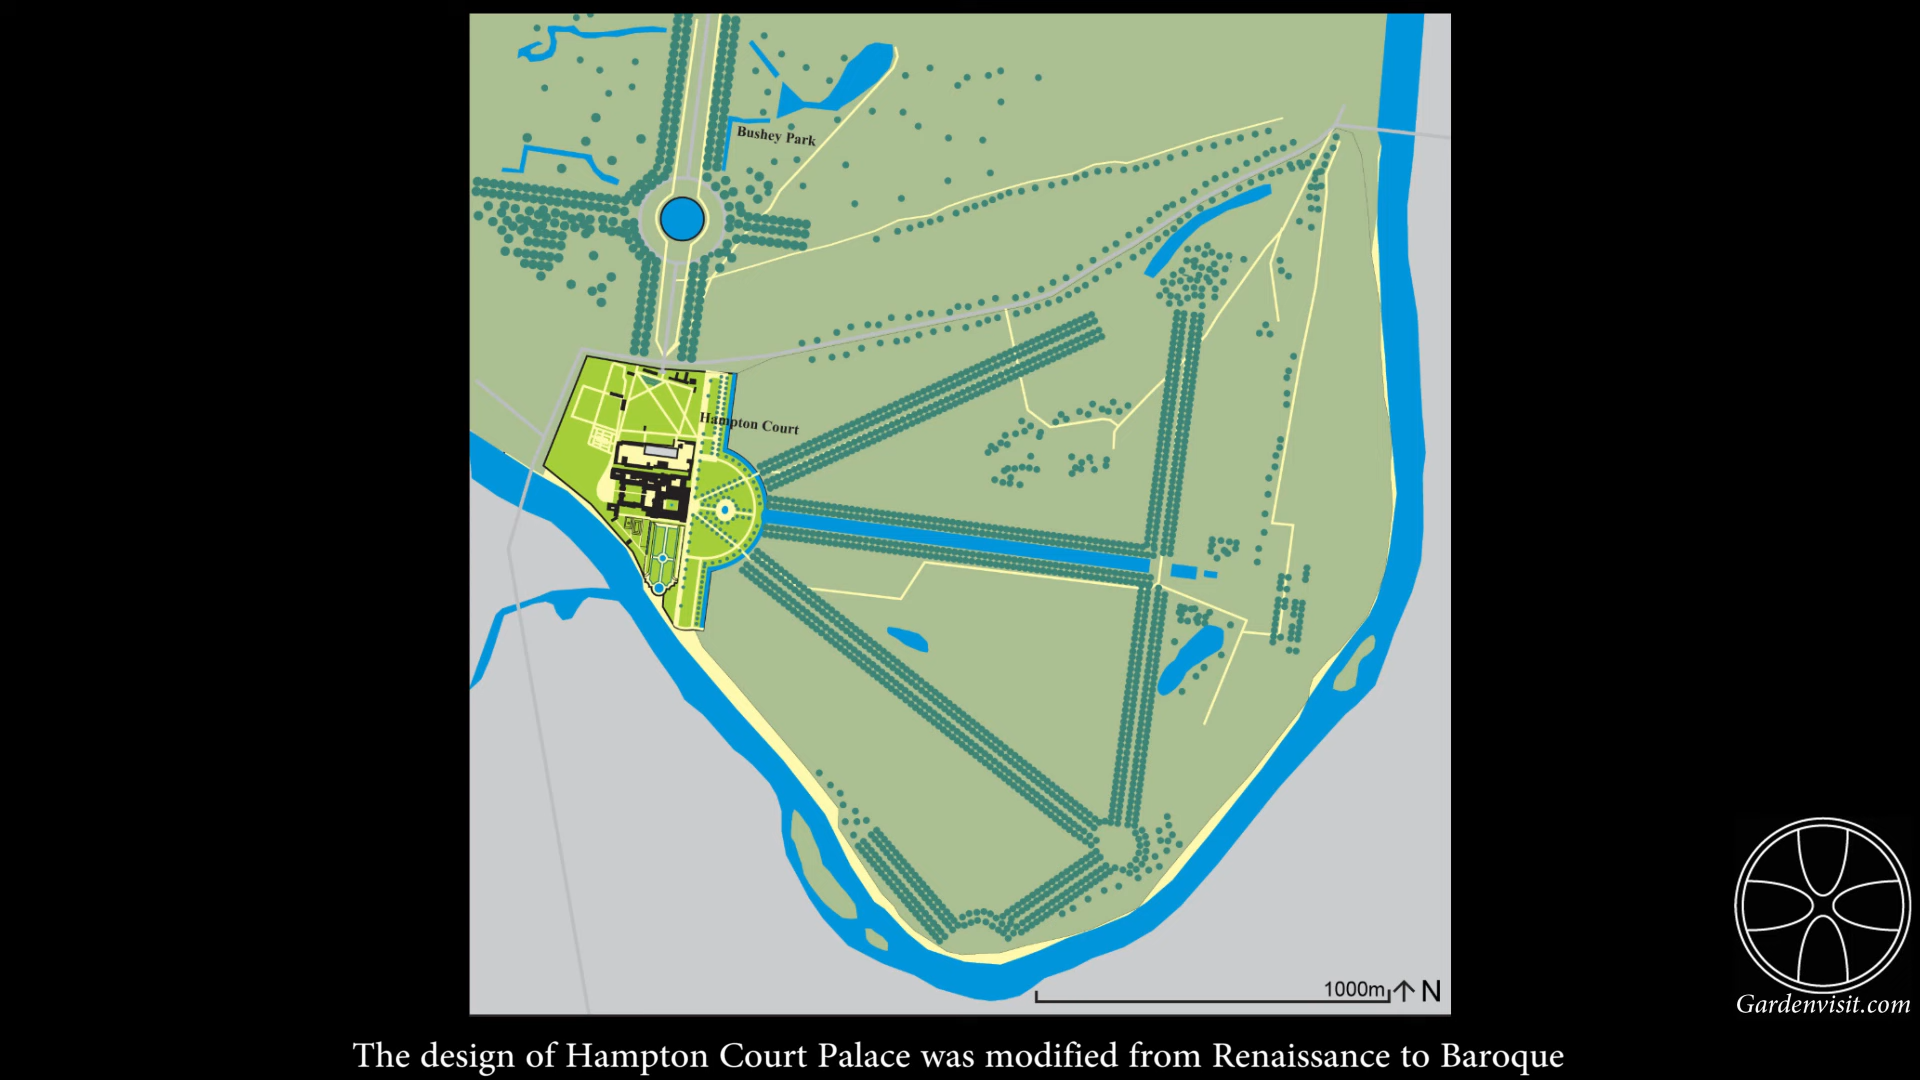 Bushey Park
Hampton Court
1000m
N
Gardenvisit.com
The design of Hampton Court Palace was modified from Renaissance to Baroque